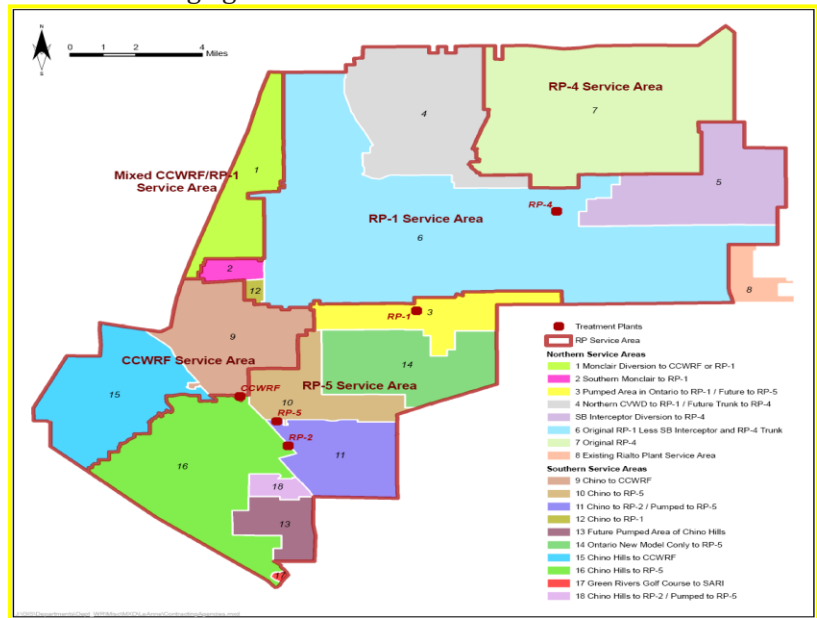 N
S
0 1 2 4
Miles
RP-4 Service Area
4
7
1
Mixed CCWRF/RP-1
Service Area
5
RP-4
RP-1 Service Area
6
2
8
12
RP-1
3
9
14
CCWRF Service Area
CCWRF
RP-5 Service Area
15
10
RP-5
RP-2
11
16
18
13
17
Treatment Plants
RP Service Area
Northern Service Areas
1 Monclair Diversion to CCWRF or RP-1
2 Southern Monclair to RP-1
3 Pumped Area in Ontario to RP-1 / Future to RP-5
4 Northern CVWD to RP-1 / Future Trunk to RP-4
SB Interceptor Diversion to RP-4
6 Original RP-1 Less SB Interceptor and RP-4 Trunk
7 Original RP-4
8 Existing Rialto Plant Service Area
Southern Service Areas
9 Chino to CCWRF
10 Chino to RP-5
11 Chino to RP-2 / Pumped to RP-5
12 Chino to RP-1
13 Future Pumped Area of Chino Hills
14 Ontario New Model Conly to RP-5
15 Chino Hills to CCWRF
16 Chino Hills to RP-5
17 Green Rivers Golf Course to SARI
18 Chino Hills to RP-2 / Pumped to RP-5